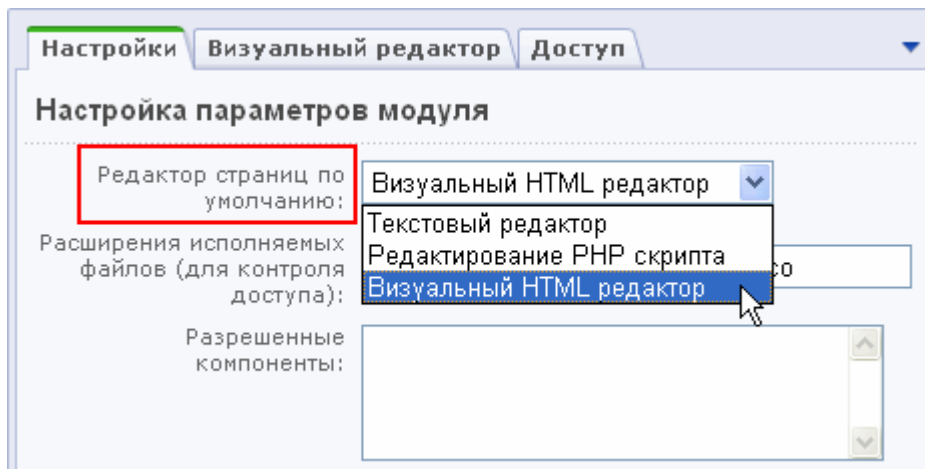 Настройки Визуальный редактор Доступ
Настройка параметров модуля
Редактор страниц по
умолчанию:
Визуальный HTML редактор
Текстовый редактор
Редактирование PHP скрипта
Визуальный HTML редактор
Расширения исполняемых
файлов (для контроля
доступа):
Разрешенные
компоненты: